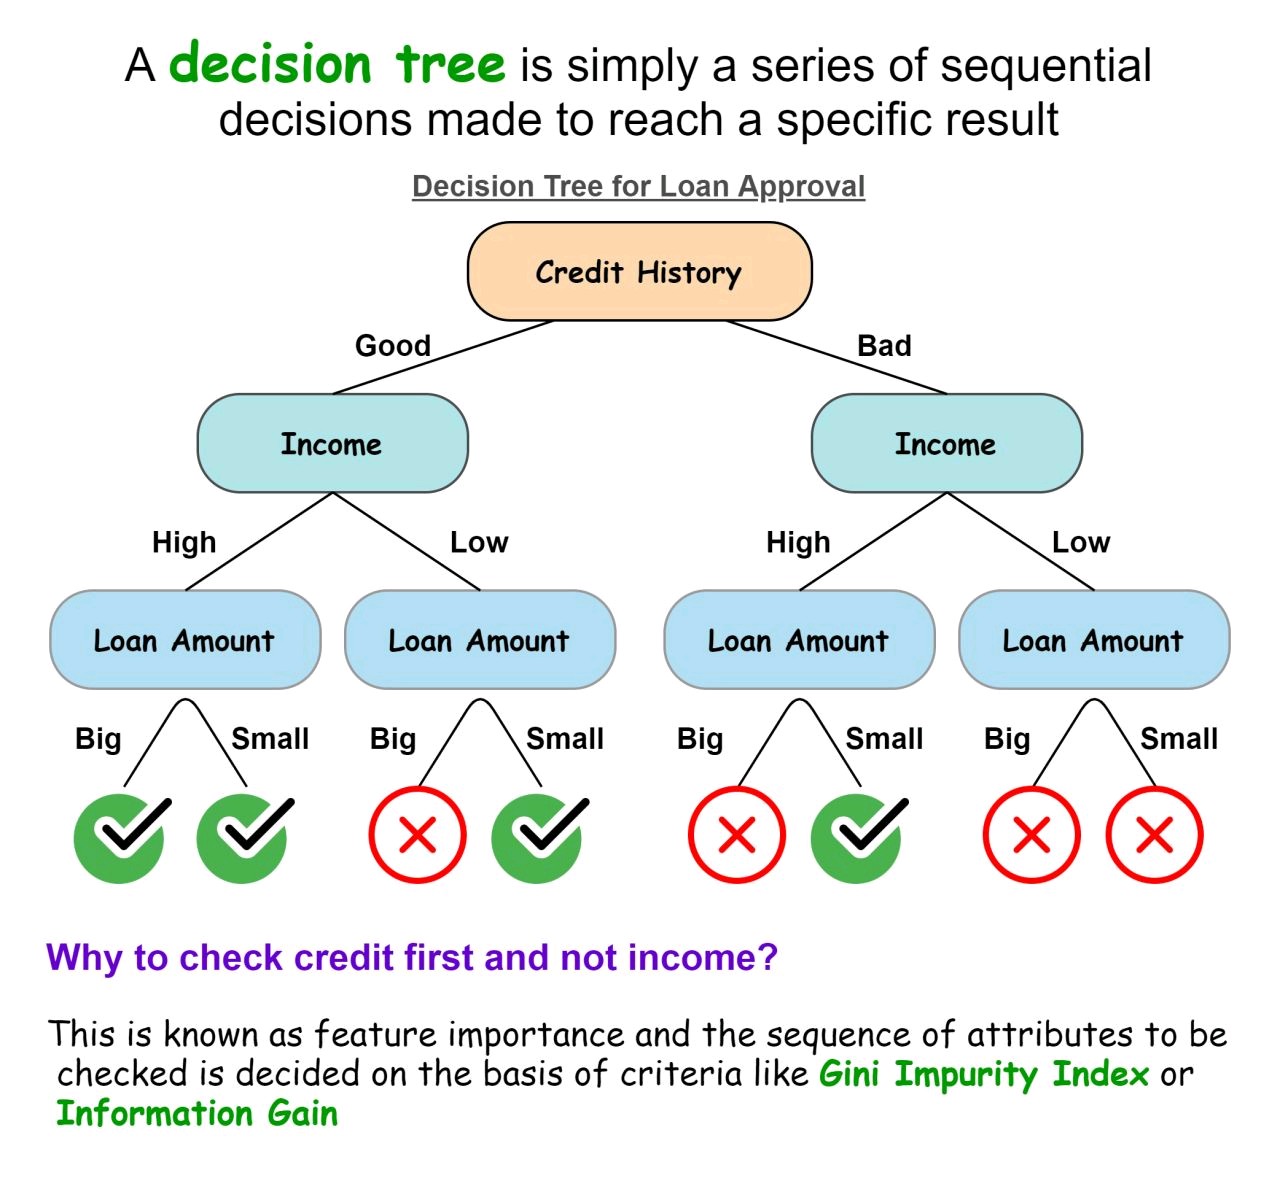 A decision tree is simply a series of sequential
decisions made to reach a specific result
Decision Tree for Loan Approval
Credit History
Good
Bad
Income
Income
High
Low
High
Low
Loan Amount
Loan Amount
Loan Amount
Loan Amount
Big
Small
Big
Small
Big
Small
Big
Small
Why to check credit first and not income?
This is known as feature importance and the sequence of attributes to be
checked is decided on the basis of criteria like Gini Impurity Index or
Information Gain